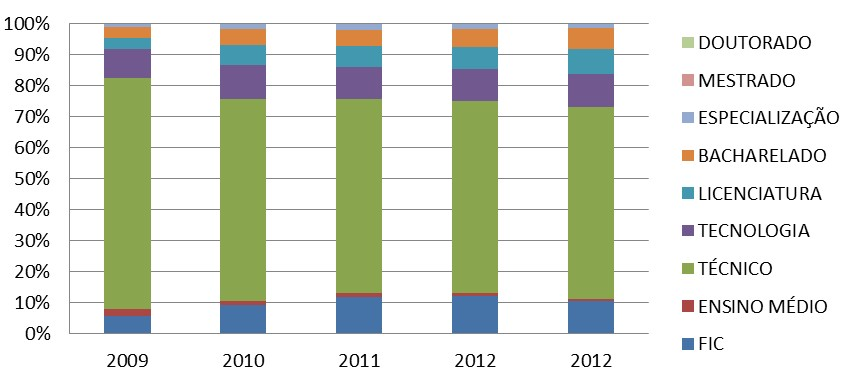 100%
90%
80%
70%
60%
50%
40%
30%
20%
10%
0%
2009 2010 2011 2012 2012
DOUTORADO
MESTRADO
ESPECIALIZAÇÃO
BACHARELADO
LICENCIATURA
TECNOLOGIA
TÉCNICO
ENSINO MÉDIO
FIC